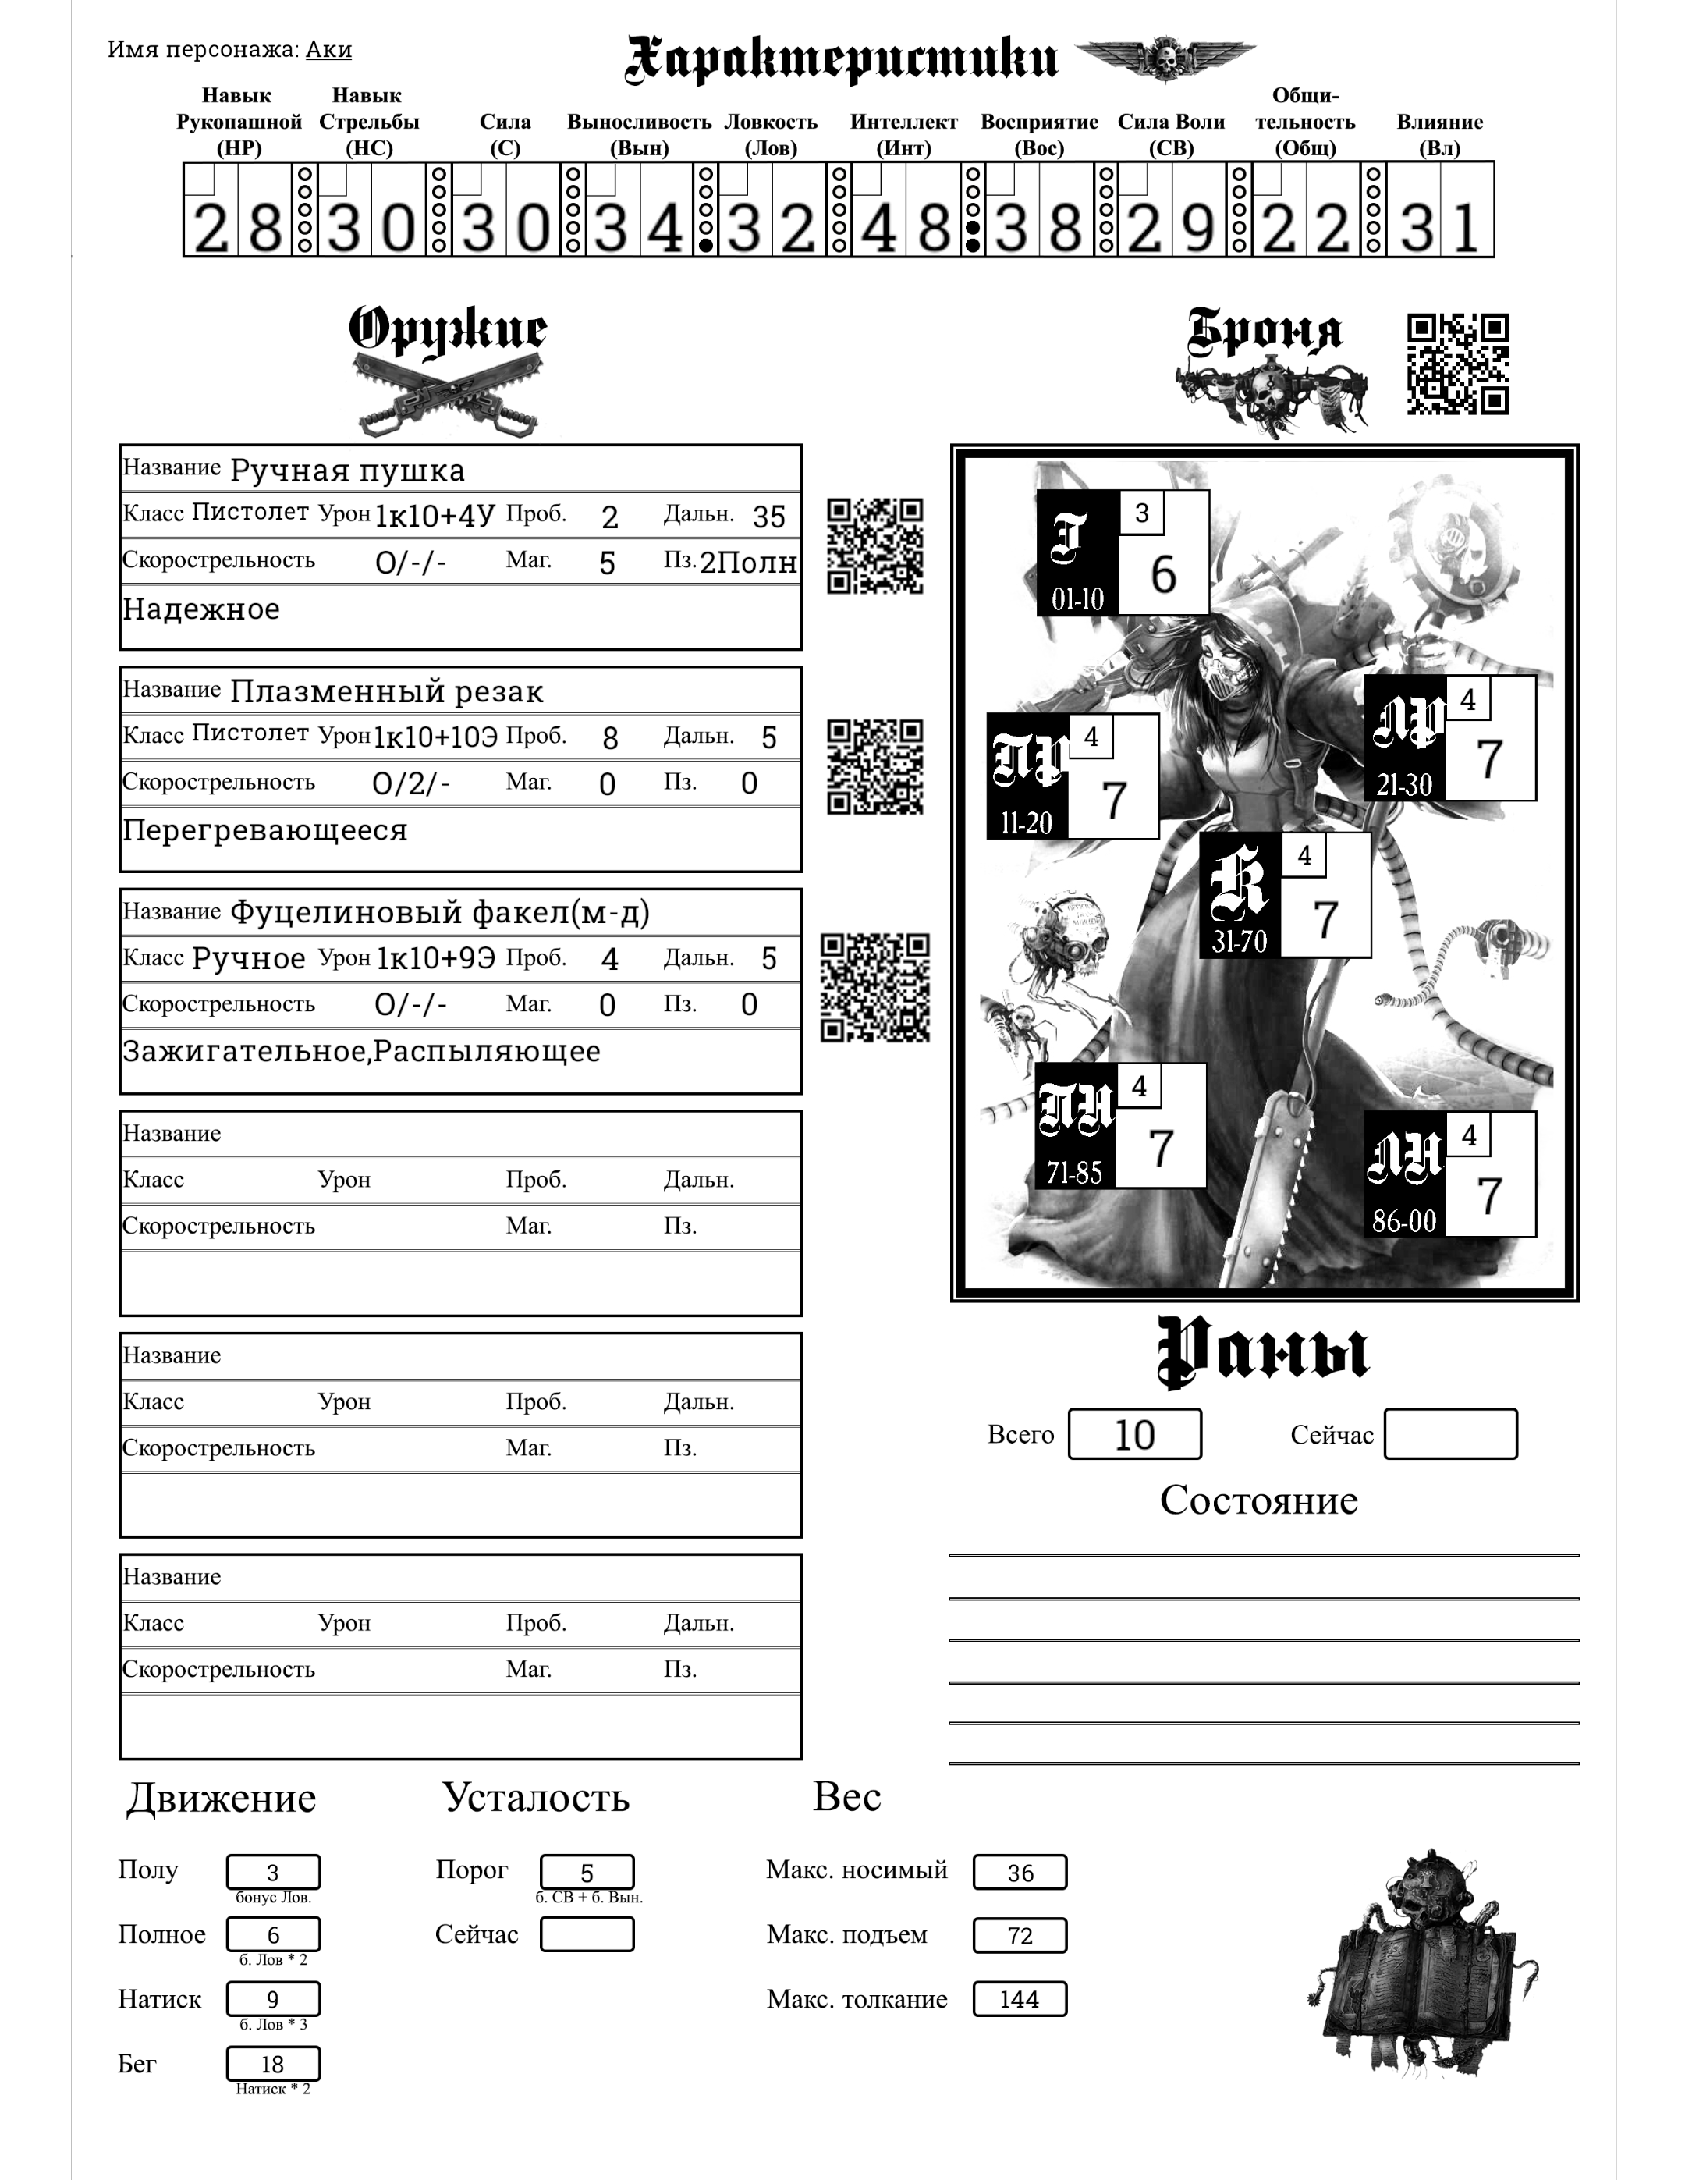 Имя персонажа: Аки
Характеристики
Навык Рукопашной (НР)
Навык Стрельбы (НС)
Сила (С)
Выносливость (Вын)
Ловкость (Лов)
Интеллект (Инт)
Восприятие (Вос)
Сила Воли (СВ)
Общи-тельность (Общ)
Влияние (Вл)
28 30 30 34 32 48 38 29 22 31
Оружие
Броня
Название Ручная пушка
Класс Пистолет Урон 1к10+4У Проб. 2 Дальн. 35
Скорострельность О/-/- Маг. 5 Пз. 2Полн
Надежное
Название Плазменный резак
Класс Пистолет Урон 1к10+10Э Проб. 8 Дальн. 5
Скорострельность О/2/- Маг. 0 Пз. 0
Перегревающееся
Название Фуцелиновый факел(м-д)
Класс Ручное Урон 1к10+9Э Проб. 4 Дальн. 5
Скорострельность О/-/- Маг. 0 Пз. 0
Зажигательное,Распыляющее
Название
Класс Урон Проб. Дальн.
Скорострельность Маг. Пз.
Название
Класс Урон Проб. Дальн.
Скорострельность Маг. Пз.
Название
Класс Урон Проб. Дальн.
Скорострельность Маг. Пз.
Г 01-10 3 6
ПР 11-20 4 7
ЛР 21-30 4 7
К 31-70 4 7
ПН 71-85 4 7
ЛН 86-00 4 7
Раны
Всего 10 Сейчас
Состояние
Движение
Полу 3
бонус Лов.
Полное 6
б. Лов * 2
Натиск 9
б. Лов * 3
Бег 18
Натиск * 2
Усталость
Порог 5
б. СВ + б. Вын.
Сейчас
Вес
Макс. носимый 36
Макс. подъем 72
Макс. толкание 144